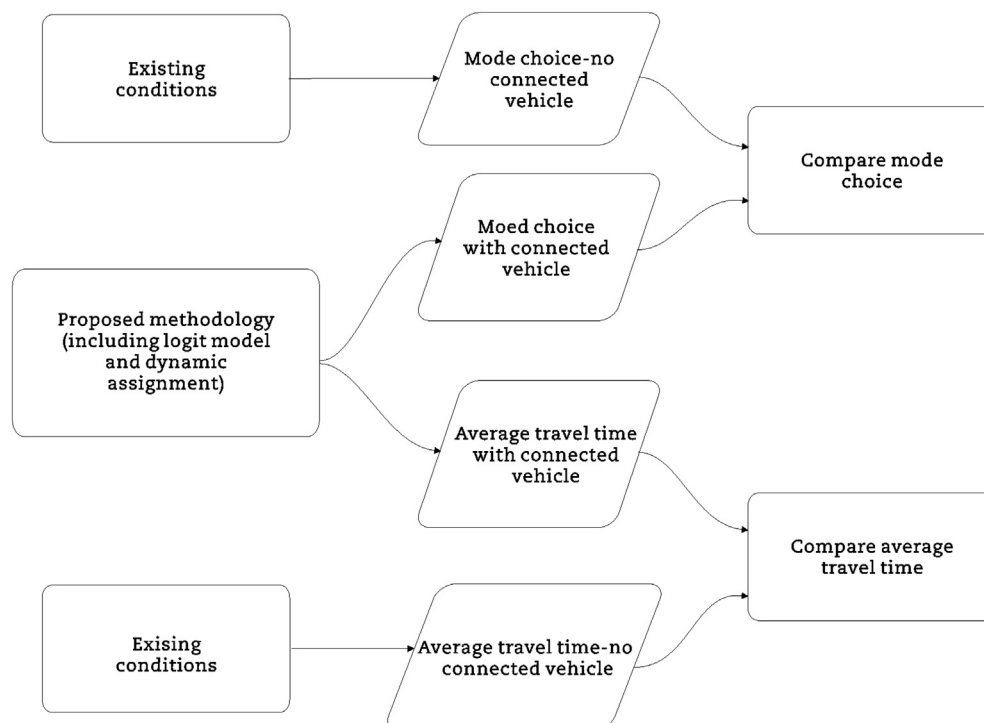 Existing
conditions
Mode choice-no
connected
vehicle
Compare mode
choice
Moed choice
with connected
vehicle
Proposed methodology
(including logit model
and dynamic
assignment)
Average travel time
with connected
vehicle
Compare average
travel time
Exising
conditions
Average travel time-no
connected vehicle